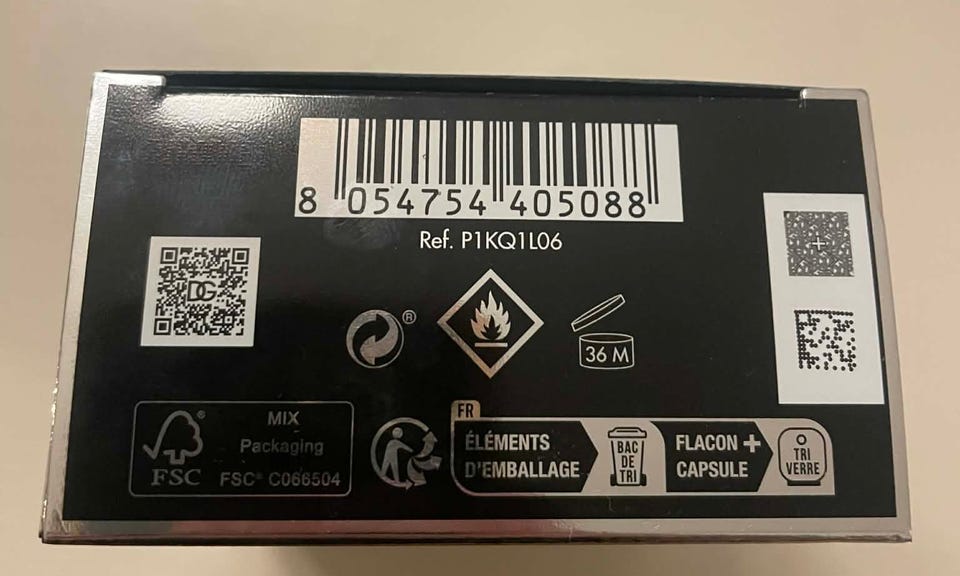 8 054754 405088
Ref. P1KQ1L06
DG
®
36 M
®
FSC
MIX
Packaging
FSC® C066504
FR
ÉLÉMENTS
D'EMBALLAGE
BAC
DE
TRI
FLACON +
CAPSULE
TRI
VERRE